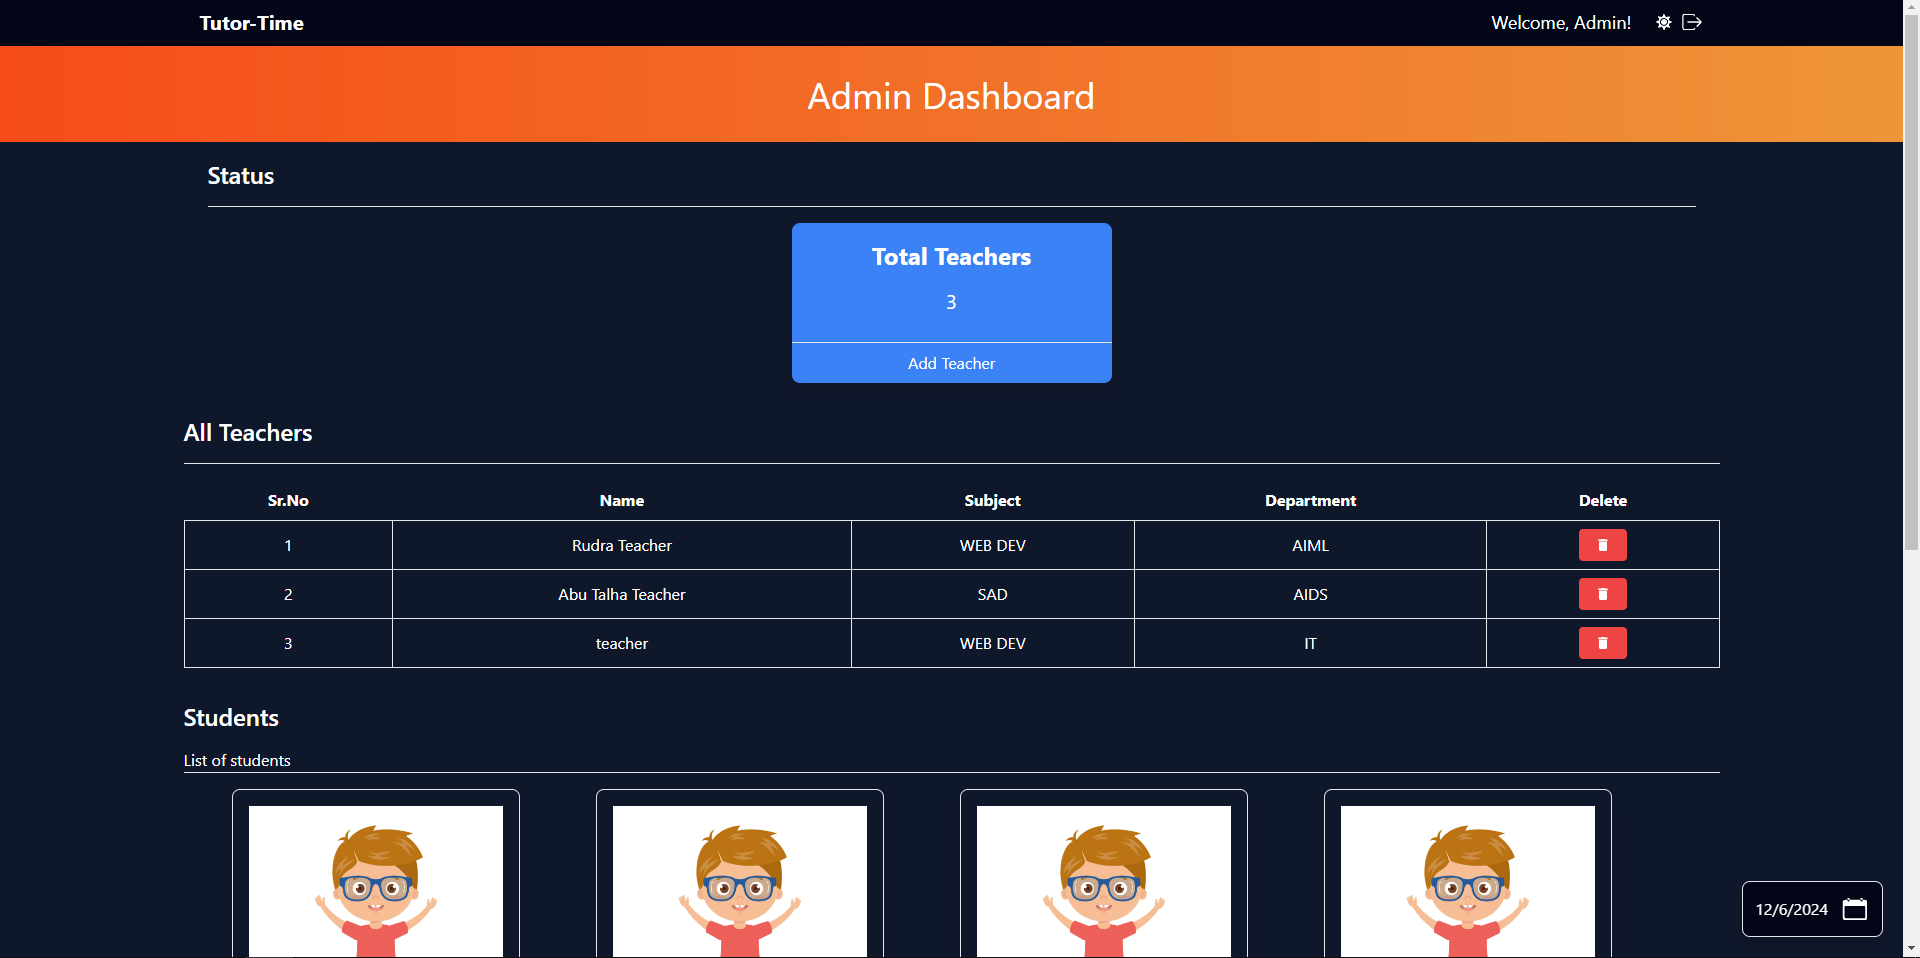 Tutor-Time Welcome, Admin!
Admin Dashboard
Status
Total Teachers
3
Add Teacher
All Teachers
Sr.No Name Subject Department Delete
1 Rudra Teacher WEB DEV AIML
2 Abu Talha Teacher SAD AIDS
3 teacher WEB DEV IT
Students
List of students
12/6/2024